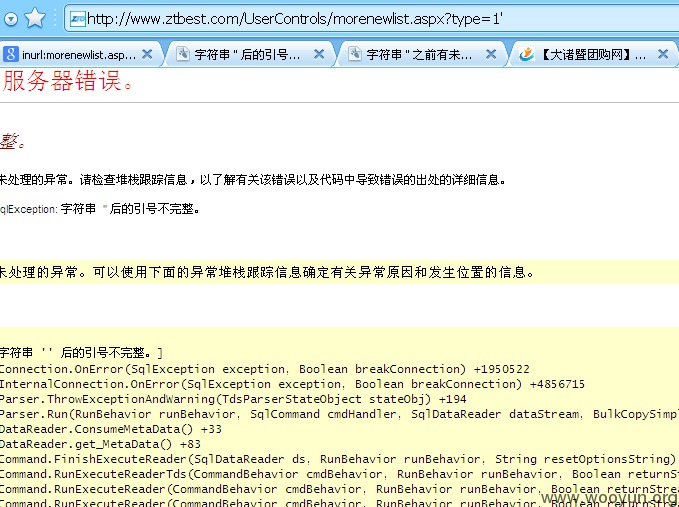 http://www.ztbest.com/UserControls/morenewlist.aspx?type=1'
inurl:morenewlist.asp... 字符串 " 后的引号... 字符串 " 之前有未... 【大诸暨团购网】...
服务器错误。
整。
未处理的异常。请检查堆栈跟踪信息，以了解有关该错误以及代码中导致错误的出处的详细信息。
qlException: 字符串 '' 后的引号不完整。
未处理的异常。可以使用下面的异常堆栈跟踪信息确定有关异常原因和发生位置的信息。
字符串 '' 后的引号不完整。]
Connection.OnError(SqlException exception, Boolean breakConnection) +1950522
InternalConnection.OnError(SqlException exception, Boolean breakConnection) +4856715
Parser.ThrowExceptionAndWarning(TdsParserStateObject stateObj) +194
Parser.Run(RunBehavior runBehavior, SqlCommand cmdHandler, SqlDataReader dataStream, BulkCopySimpl
DataReader.ConsumeMetaData() +33
DataReader.get_MetaData() +83
Command.FinishExecuteReader(SqlDataReader ds, RunBehavior runBehavior, String resetOptionsString)
Command.RunExecuteReaderTds(CommandBehavior cmdBehavior, RunBehavior runBehavior, Boolean returnSt
Command.RunExecuteReader(CommandBehavior cmdBehavior, RunBehavior runBehavior, Boolean returnStrea
Command.RunExecuteReader(CommandBehavior cmdBehavior, RunBehavior runBehavior, Boolean returnStrea
www.wooyun.org